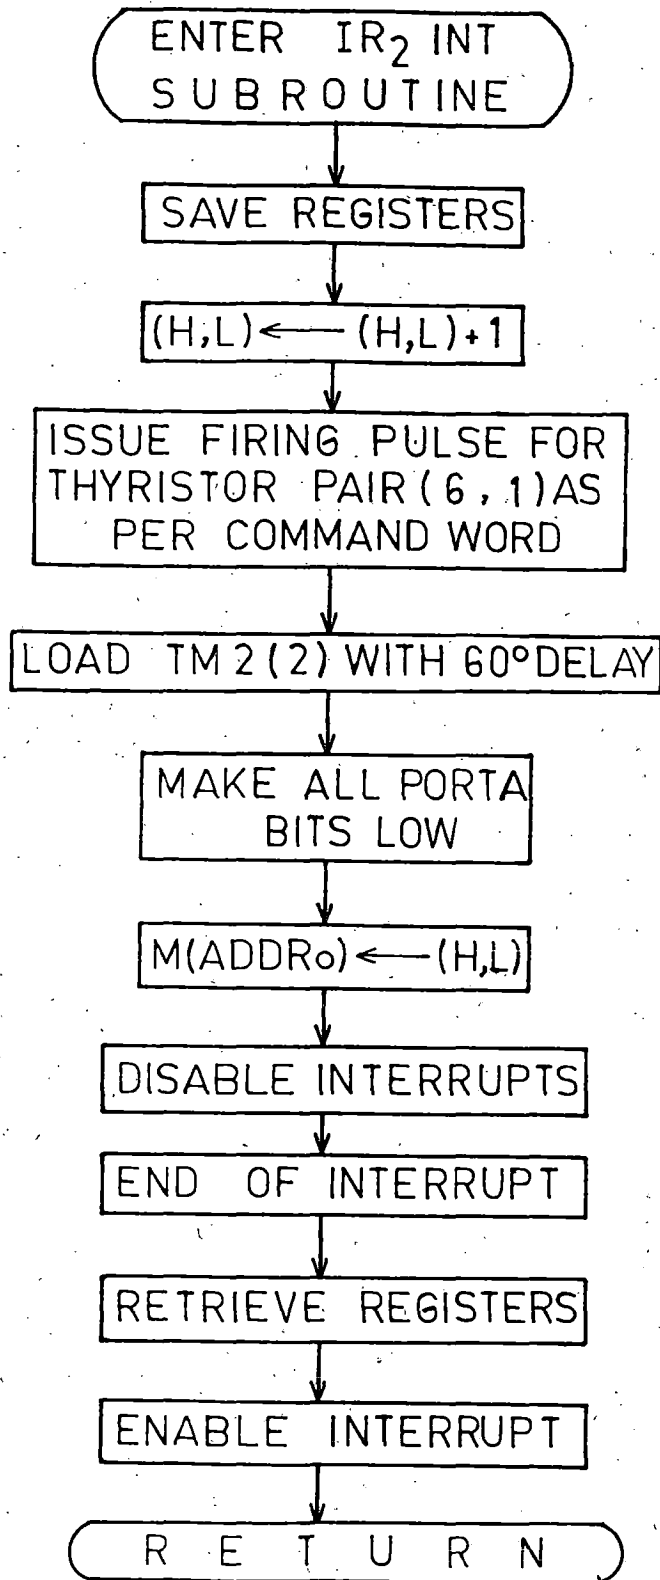 ENTER IR2 INT
SUBROUTINE
SAVE REGISTERS
(H,L) ← (H,L)+1
ISSUE FIRING PULSE FOR
THYRISTOR PAIR (6,1) AS
PER COMMAND WORD
LOAD TM2(2) WITH 60° DELAY
MAKE ALL PORTA
BITS LOW
M(ADDR0) ← (H,L)
DISABLE INTERRUPTS
END OF INTERRUPT
RETRIEVE REGISTERS
ENABLE INTERRUPT
RETURN